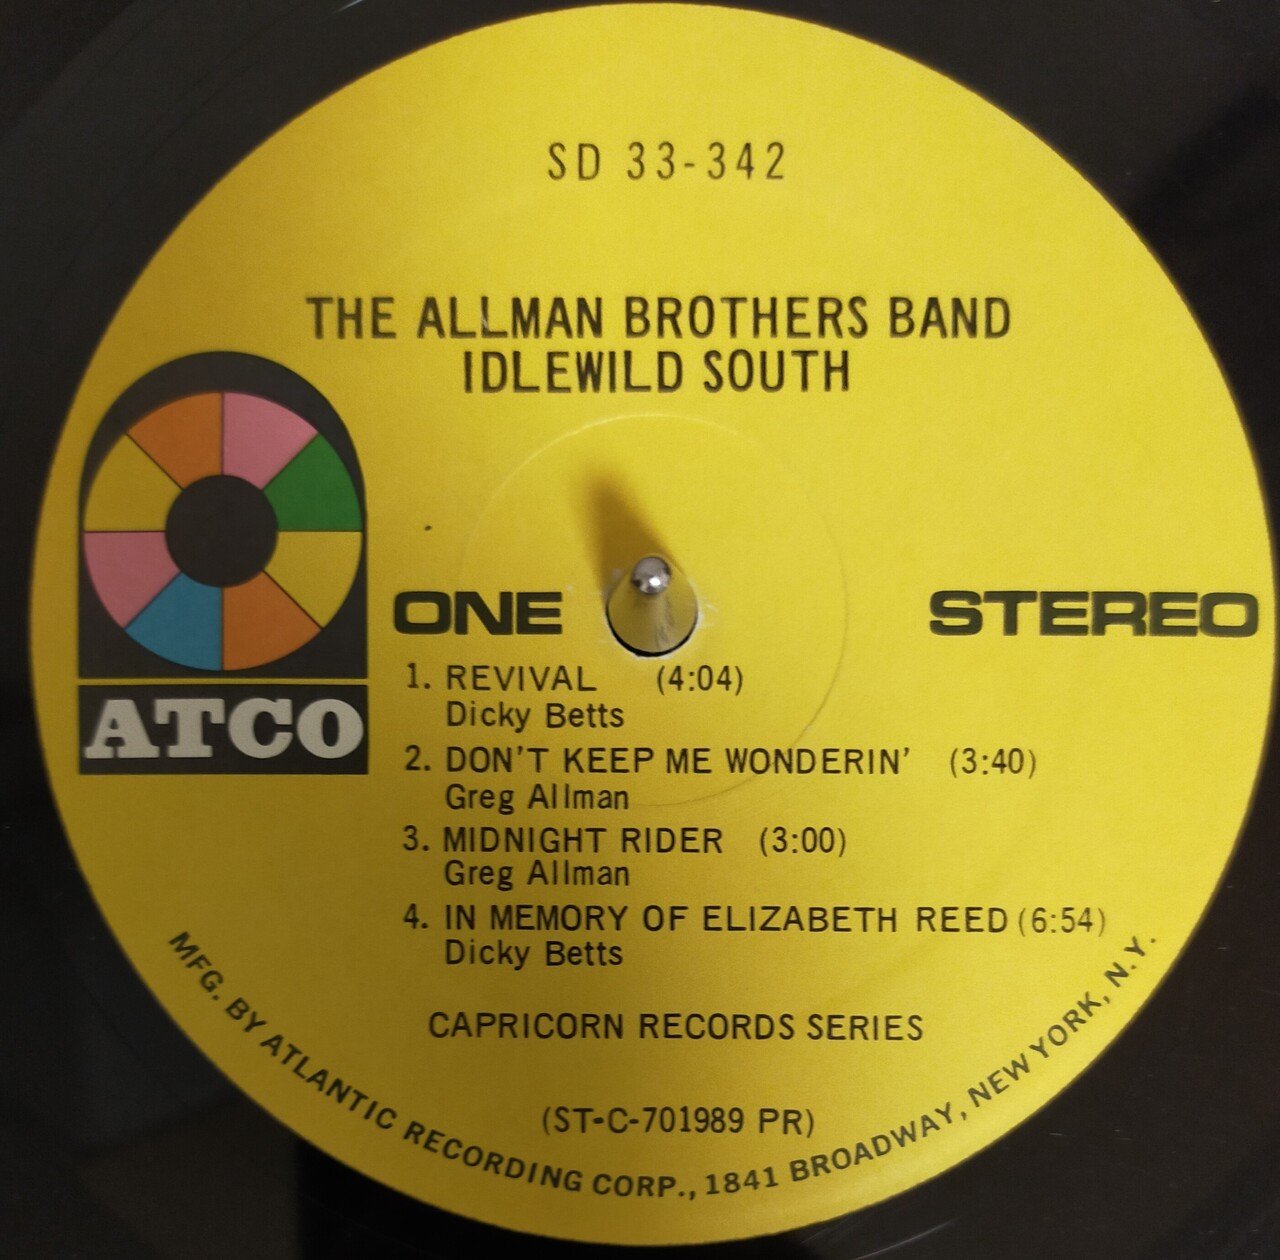 SD 33-342
THE ALLMAN BROTHERS BAND
IDLEWILD SOUTH
ATCO
ONE
STEREO
1. REVIVAL (4:04)
Dicky Betts
2. DON'T KEEP ME WONDERIN' (3:40)
Greg Allman
3. MIDNIGHT RIDER (3:00)
Greg Allman
4. IN MEMORY OF ELIZABETH REED (6:54)
Dicky Betts
CAPRICORN RECORDS SERIES
(ST-C-701989 PR)
MFG. BY ATLANTIC RECORDING CORP., 1841 BROADWAY, NEW YORK, N.Y.